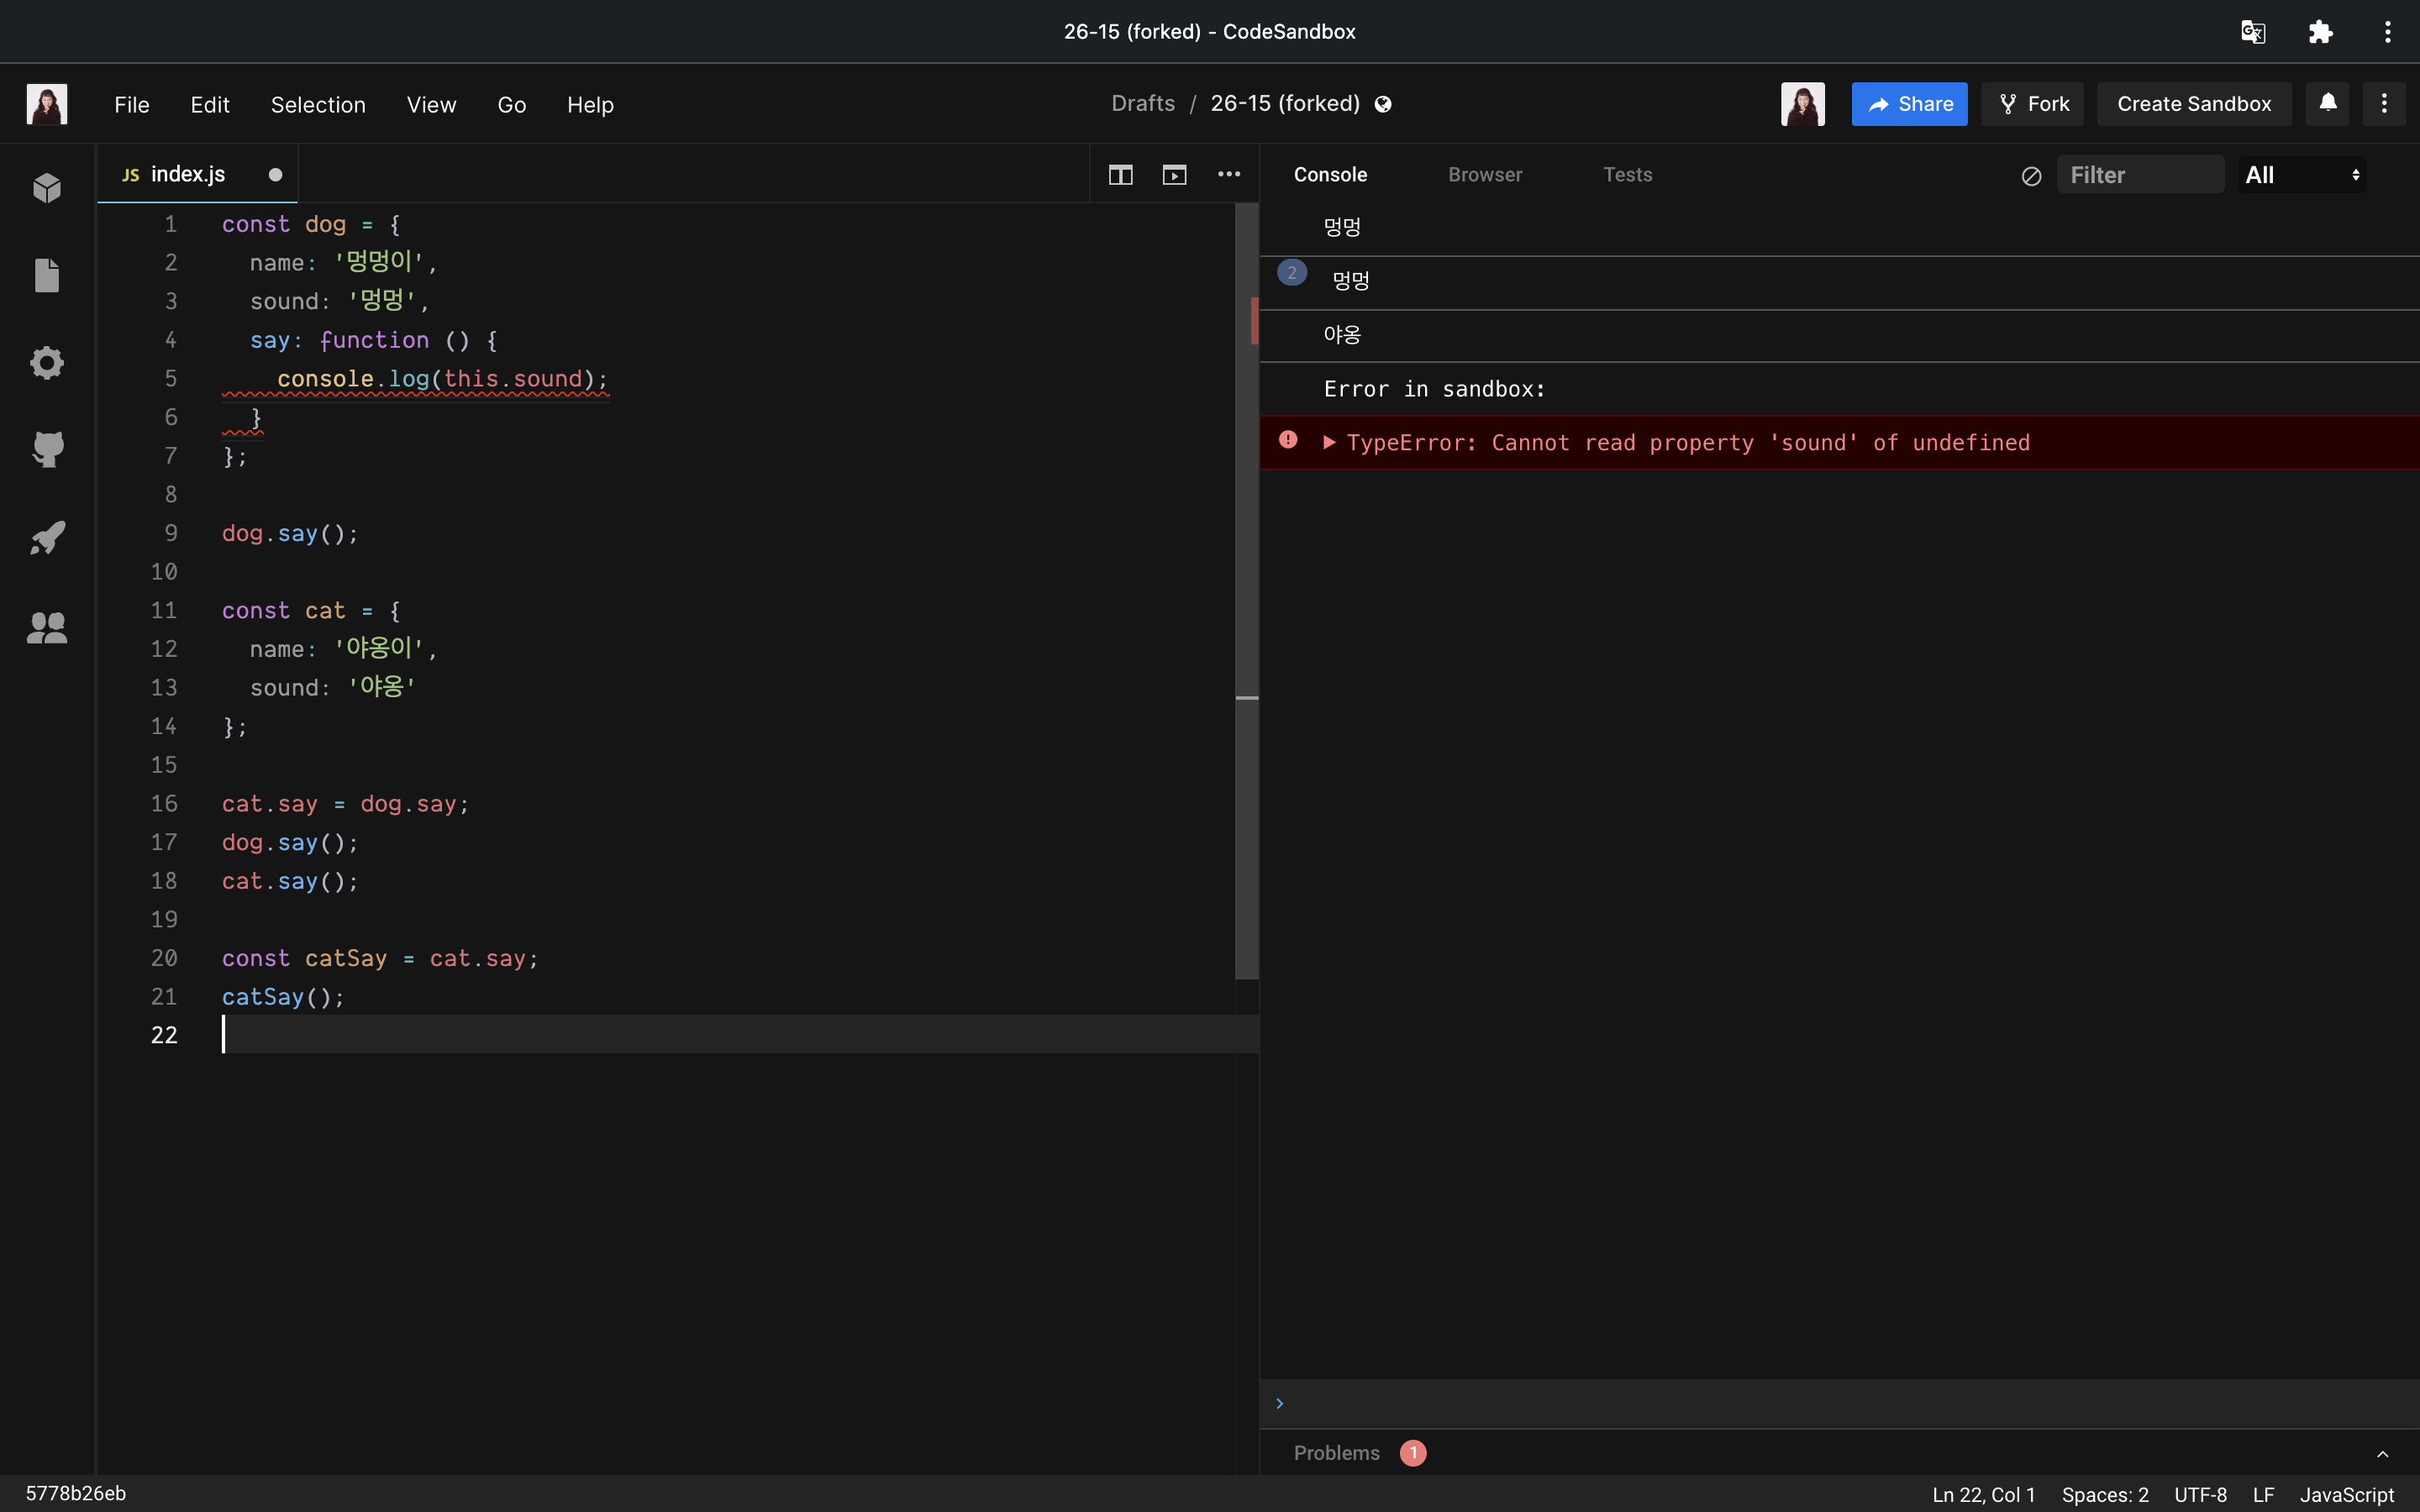 26-15 (forked) - CodeSandbox
File Edit Selection View Go Help
Drafts / 26-15 (forked)
Share Fork Create Sandbox
JS index.js
1 const dog = {
2   name: '멍멍이',
3   sound: '멍멍',
4   say: function () {
5     console.log(this.sound);
6   }
7 };
8
9 dog.say();
10
11 const cat = {
12   name: '야옹이',
13   sound: '야옹'
14 };
15
16 cat.say = dog.say;
17 dog.say();
18 cat.say();
19
20 const catSay = cat.say;
21 catSay();
22
Console Browser Tests Filter All
멍멍
2 멍멍
야옹
Error in sandbox:
TypeError: Cannot read property 'sound' of undefined
Problems 1
5778b26eb
Ln 22, Col 1 Spaces: 2 UTF-8 LF JavaScript